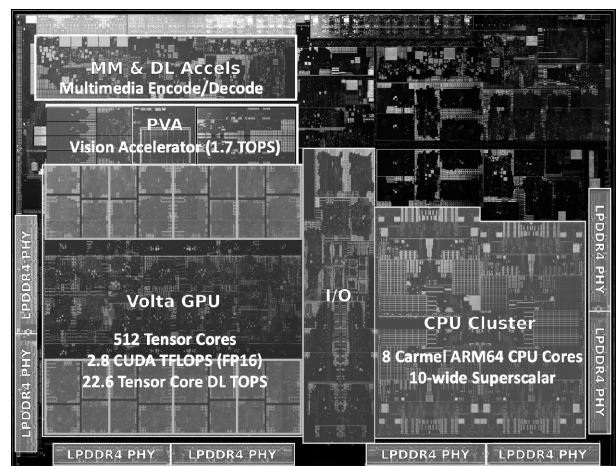 MM & DL Accels
Multimedia Encode/Decode
PVA
Vision Accelerator (1.7 TOPS)
Volta GPU
512 Tensor Cores
2.8 CUDA TFLOPS (FP16)
22.6 Tensor Core DL TOPS
I/O
CPU Cluster
8 Carmel ARM64 CPU Cores
10-wide Superscalar
LPDDR4 PHY
LPDDR4 PHY
LPDDR4 PHY
LPDDR4 PHY
LPDDR4 PHY
LPDDR4 PHY
LPDDR4 PHY
LPDDR4 PHY